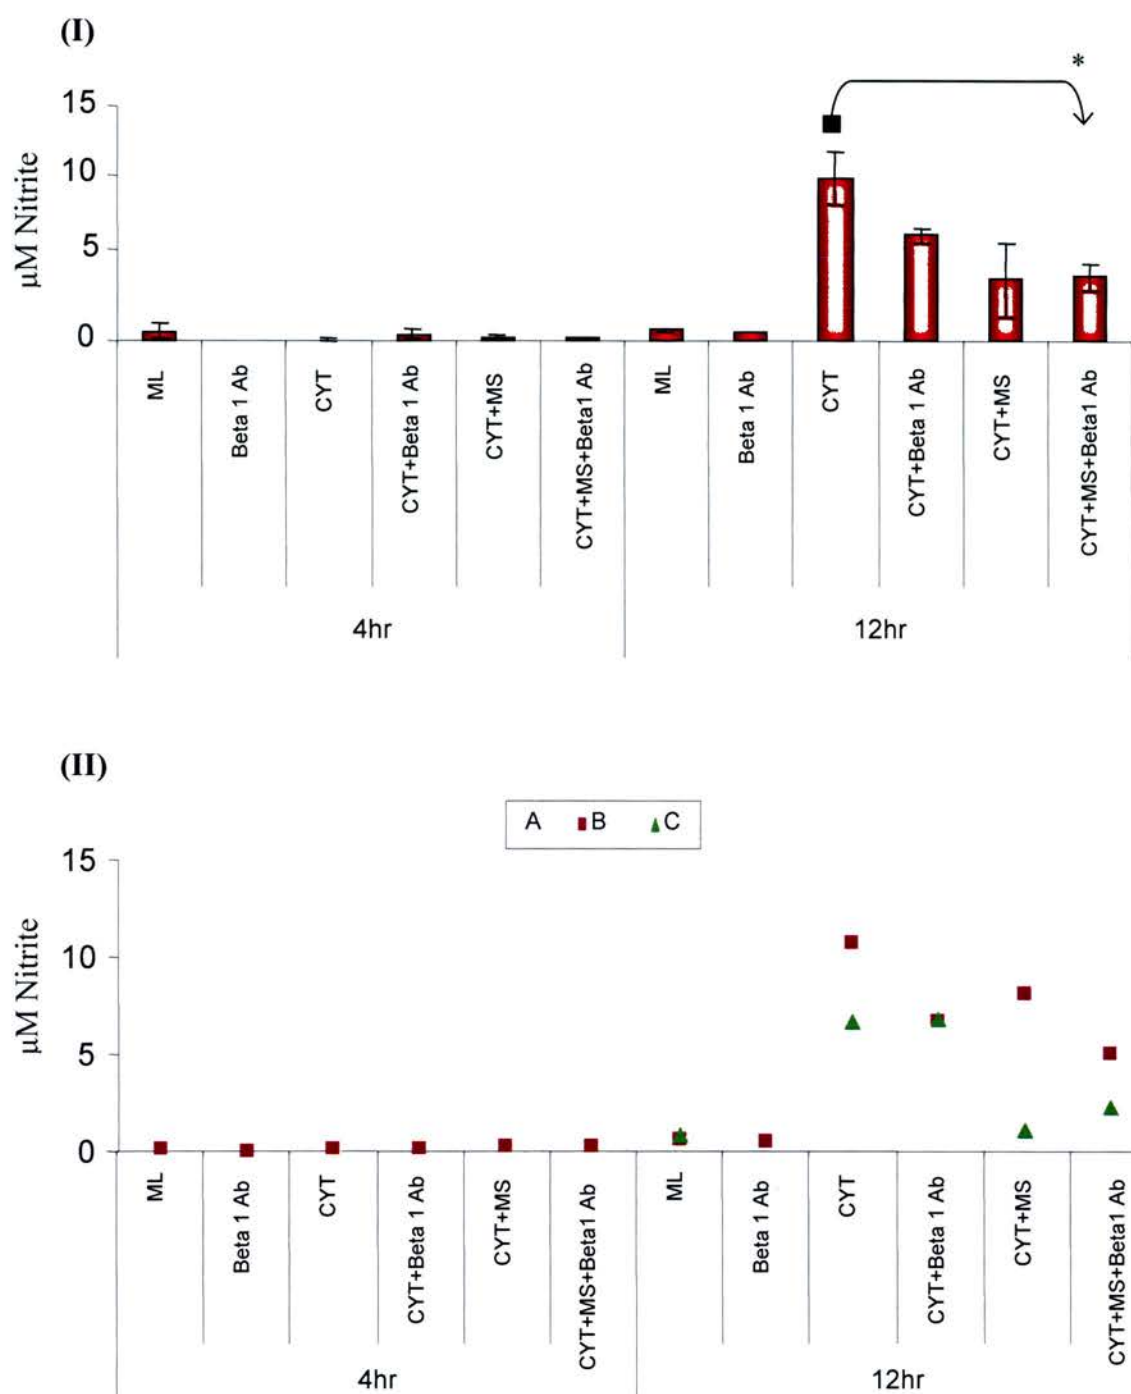 (I)
*
15
10
5
0
µM Nitrite
ML
Beta 1 Ab
CYT
CYT+Beta 1 Ab
CYT+MS
CYT+MS+Beta1 Ab
ML
Beta 1 Ab
CYT
CYT+Beta 1 Ab
CYT+MS
CYT+MS+Beta1 Ab
4hr
12hr
(II)
A B C
15
10
5
0
µM Nitrite
ML
Beta 1 Ab
CYT
CYT+Beta 1 Ab
CYT+MS
CYT+MS+Beta1 Ab
ML
Beta 1 Ab
CYT
CYT+Beta 1 Ab
CYT+MS
CYT+MS+Beta1 Ab
4hr
12hr